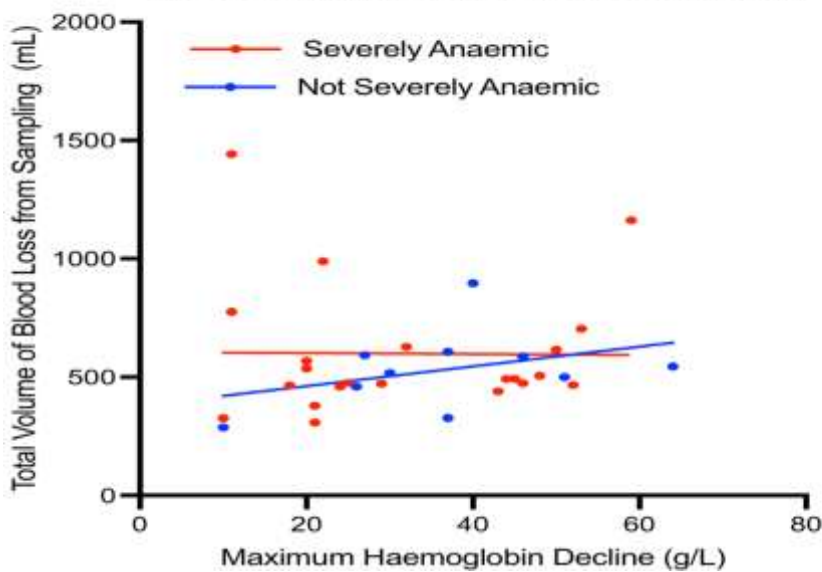 Total Volume of Blood Loss from Sampling (mL)
2000
1500
1000
500
0
Severely Anaemic
Not Severely Anaemic
0 20 40 60 80
Maximum Haemoglobin Decline (g/L)